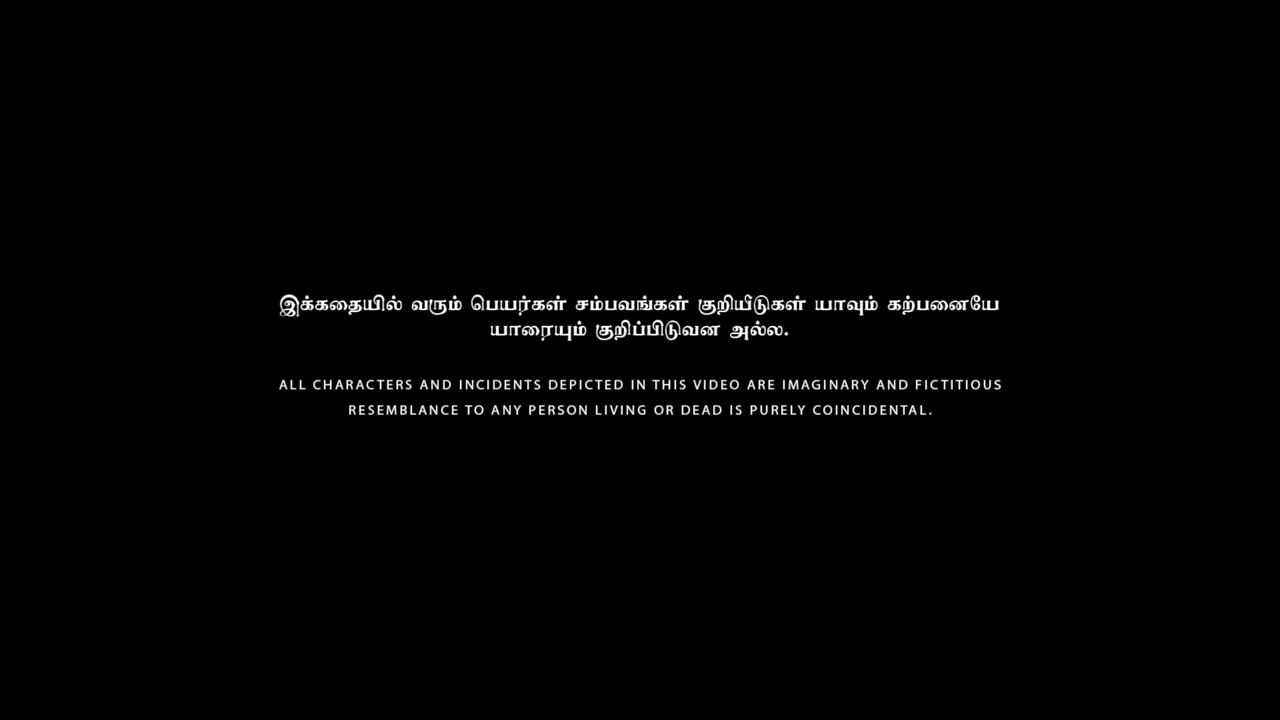 இக்கதையில் வரும் பெயர்கள் சம்பவங்கள் குறியீடுகள் யாவும் கற்பனையே
யாரையும் குறிப்பிடுவன அல்ல.
ALL CHARACTERS AND INCIDENTS DEPICTED IN THIS VIDEO ARE IMAGINARY AND FICTITIOUS
RESEMBLANCE TO ANY PERSON LIVING OR DEAD IS PURELY COINCIDENTAL.